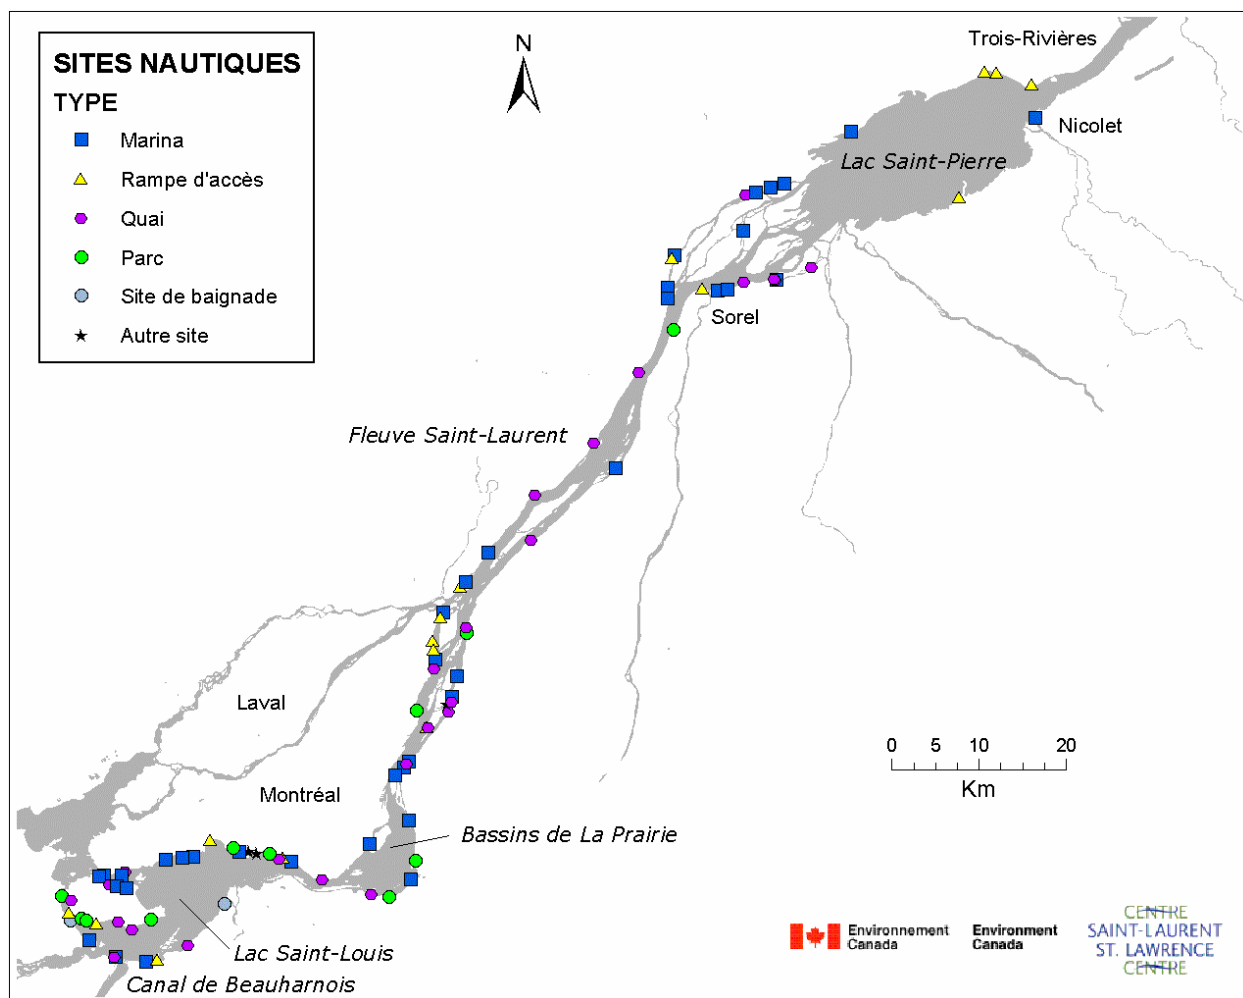 SITES NAUTIQUES
TYPE
Marina
Rampe d'accès
Quai
Parc
Site de baignade
Autre site
N
Trois-Rivières
Nicolet
Lac Saint-Pierre
Sorel
Fleuve Saint-Laurent
Laval
Montréal
0 5 10 20
Km
Bassins de La Prairie
Lac Saint-Louis
Canal de Beauharnois
Environnement
Canada
Environment
Canada
CENTRE
SAINT-LAURENT
ST. LAWRENCE
CENTRE